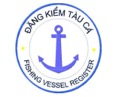 ĐĂNG KIỂM TÀU CÁ
FISHING VESSEL REGISTER